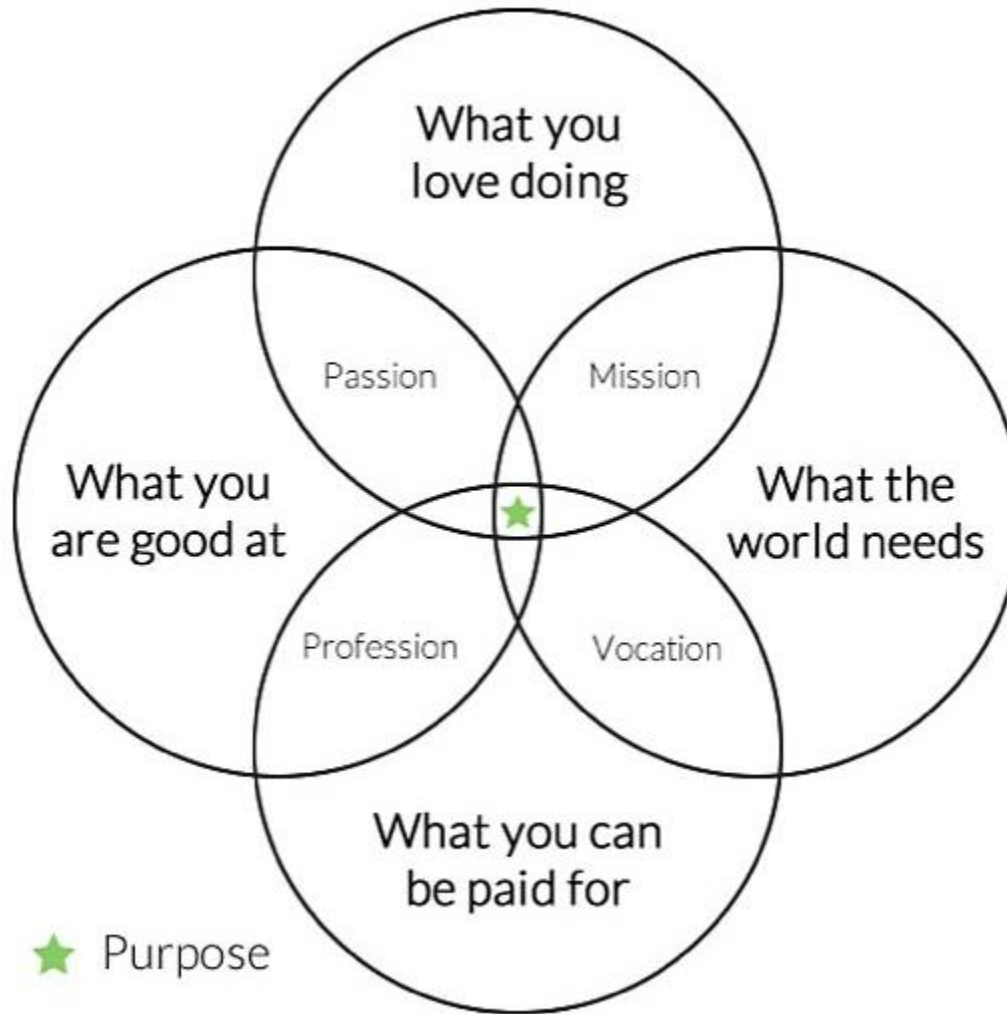 What you
love doing
Passion
Mission
What you
are good at
What the
world needs
Profession
Vocation
What you can
be paid for
Purpose